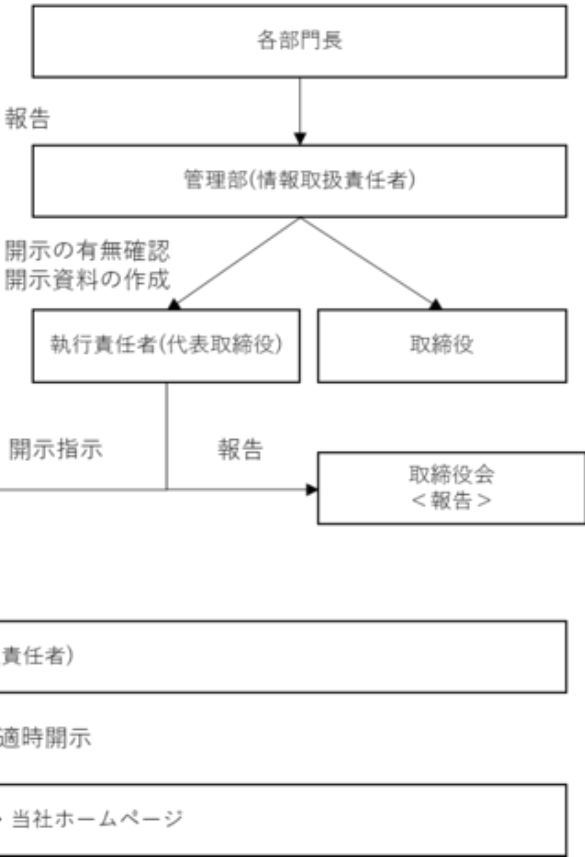 各部門長
報告
管理部(情報取扱責任者)
開示の有無確認
開示資料の作成
執行責任者(代表取締役)
取締役
開示指示
報告
取締役会
<報告>
責任者)
適時開示
・当社ホームページ